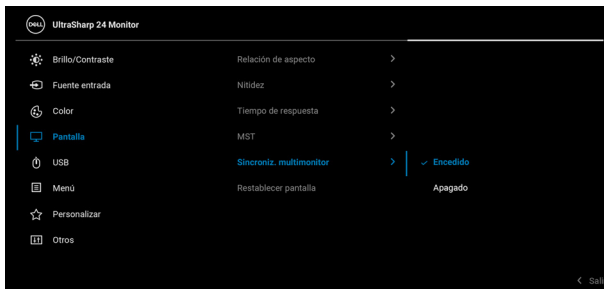 DELL UltraSharp 24 Monitor
Brillo/Contraste Relación de aspecto
Fuente entrada Nitidez
Color Tiempo de respuesta
Pantalla MST
USB Sincroniz. multimonitor Encedido
Menú Restablecer pantalla Apagado
Personalizar
Otros
Sali